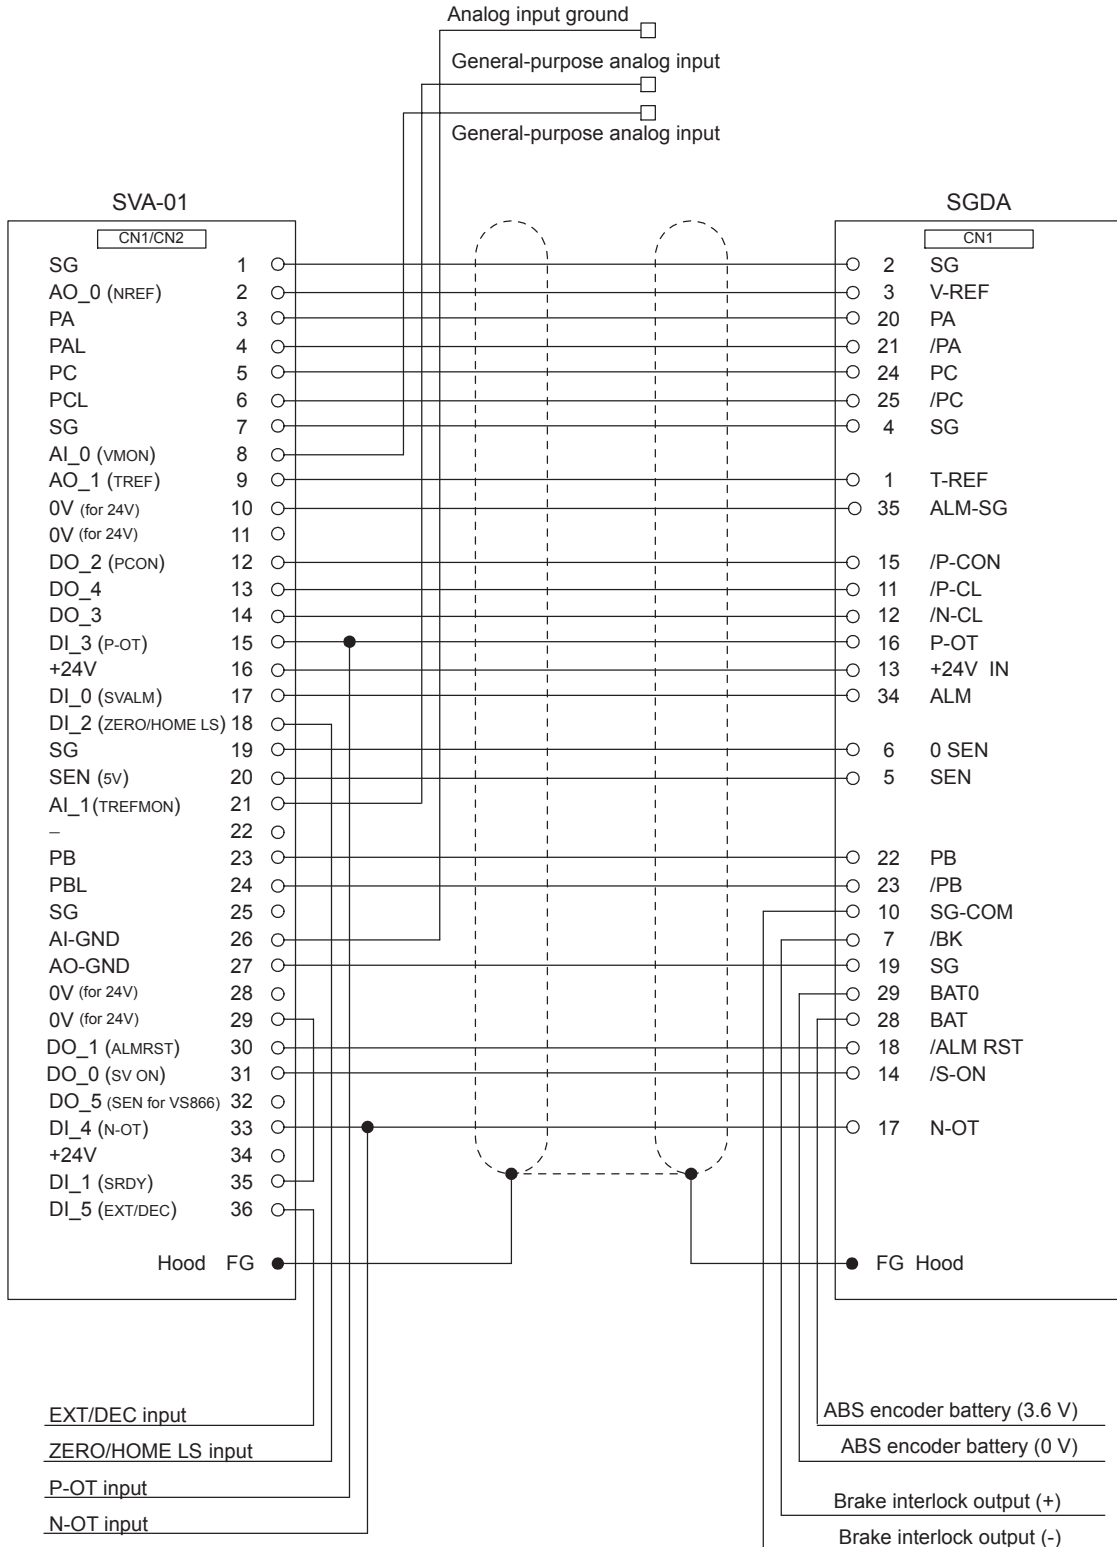 Analog input ground
General-purpose analog input
General-purpose analog input
SVA-01 SGDA
CN1/CN2 CN1
SG 1 2 SG
AO_0 (NREF) 2 3 V-REF
PA 3 20 PA
PAL 4 21 /PA
PC 5 24 PC
PCL 6 25 /PC
SG 7 4 SG
AI_0 (VMON) 8
AO_1 (TREF) 9 1 T-REF
0V (for 24V) 10 35 ALM-SG
0V (for 24V) 11
DO_2 (PCON) 12 15 /P-CON
DO_4 13 11 /P-CL
DO_3 14 12 /N-CL
DI_3 (P-OT) 15 16 P-OT
+24V 16 13 +24V IN
DI_0 (SVALM) 17 34 ALM
DI_2 (ZERO/HOME LS) 18
SG 19 6 0 SEN
SEN (5V) 20 5 SEN
AI_1(TREFMON) 21
– 22
PB 23 22 PB
PBL 24 23 /PB
SG 25 10 SG-COM
AI-GND 26 7 /BK
AO-GND 27 19 SG
0V (for 24V) 28 29 BAT0
0V (for 24V) 29 28 BAT
DO_1 (ALMRST) 30 18 /ALM RST
DO_0 (SV ON) 31 14 /S-ON
DO_5 (SEN for VS866) 32
DI_4 (N-OT) 33 17 N-OT
+24V 34
DI_1 (SRDY) 35
DI_5 (EXT/DEC) 36
Hood FG FG Hood
EXT/DEC input ABS encoder battery (3.6 V)
ZERO/HOME LS input ABS encoder battery (0 V)
P-OT input Brake interlock output (+)
N-OT input Brake interlock output (-)